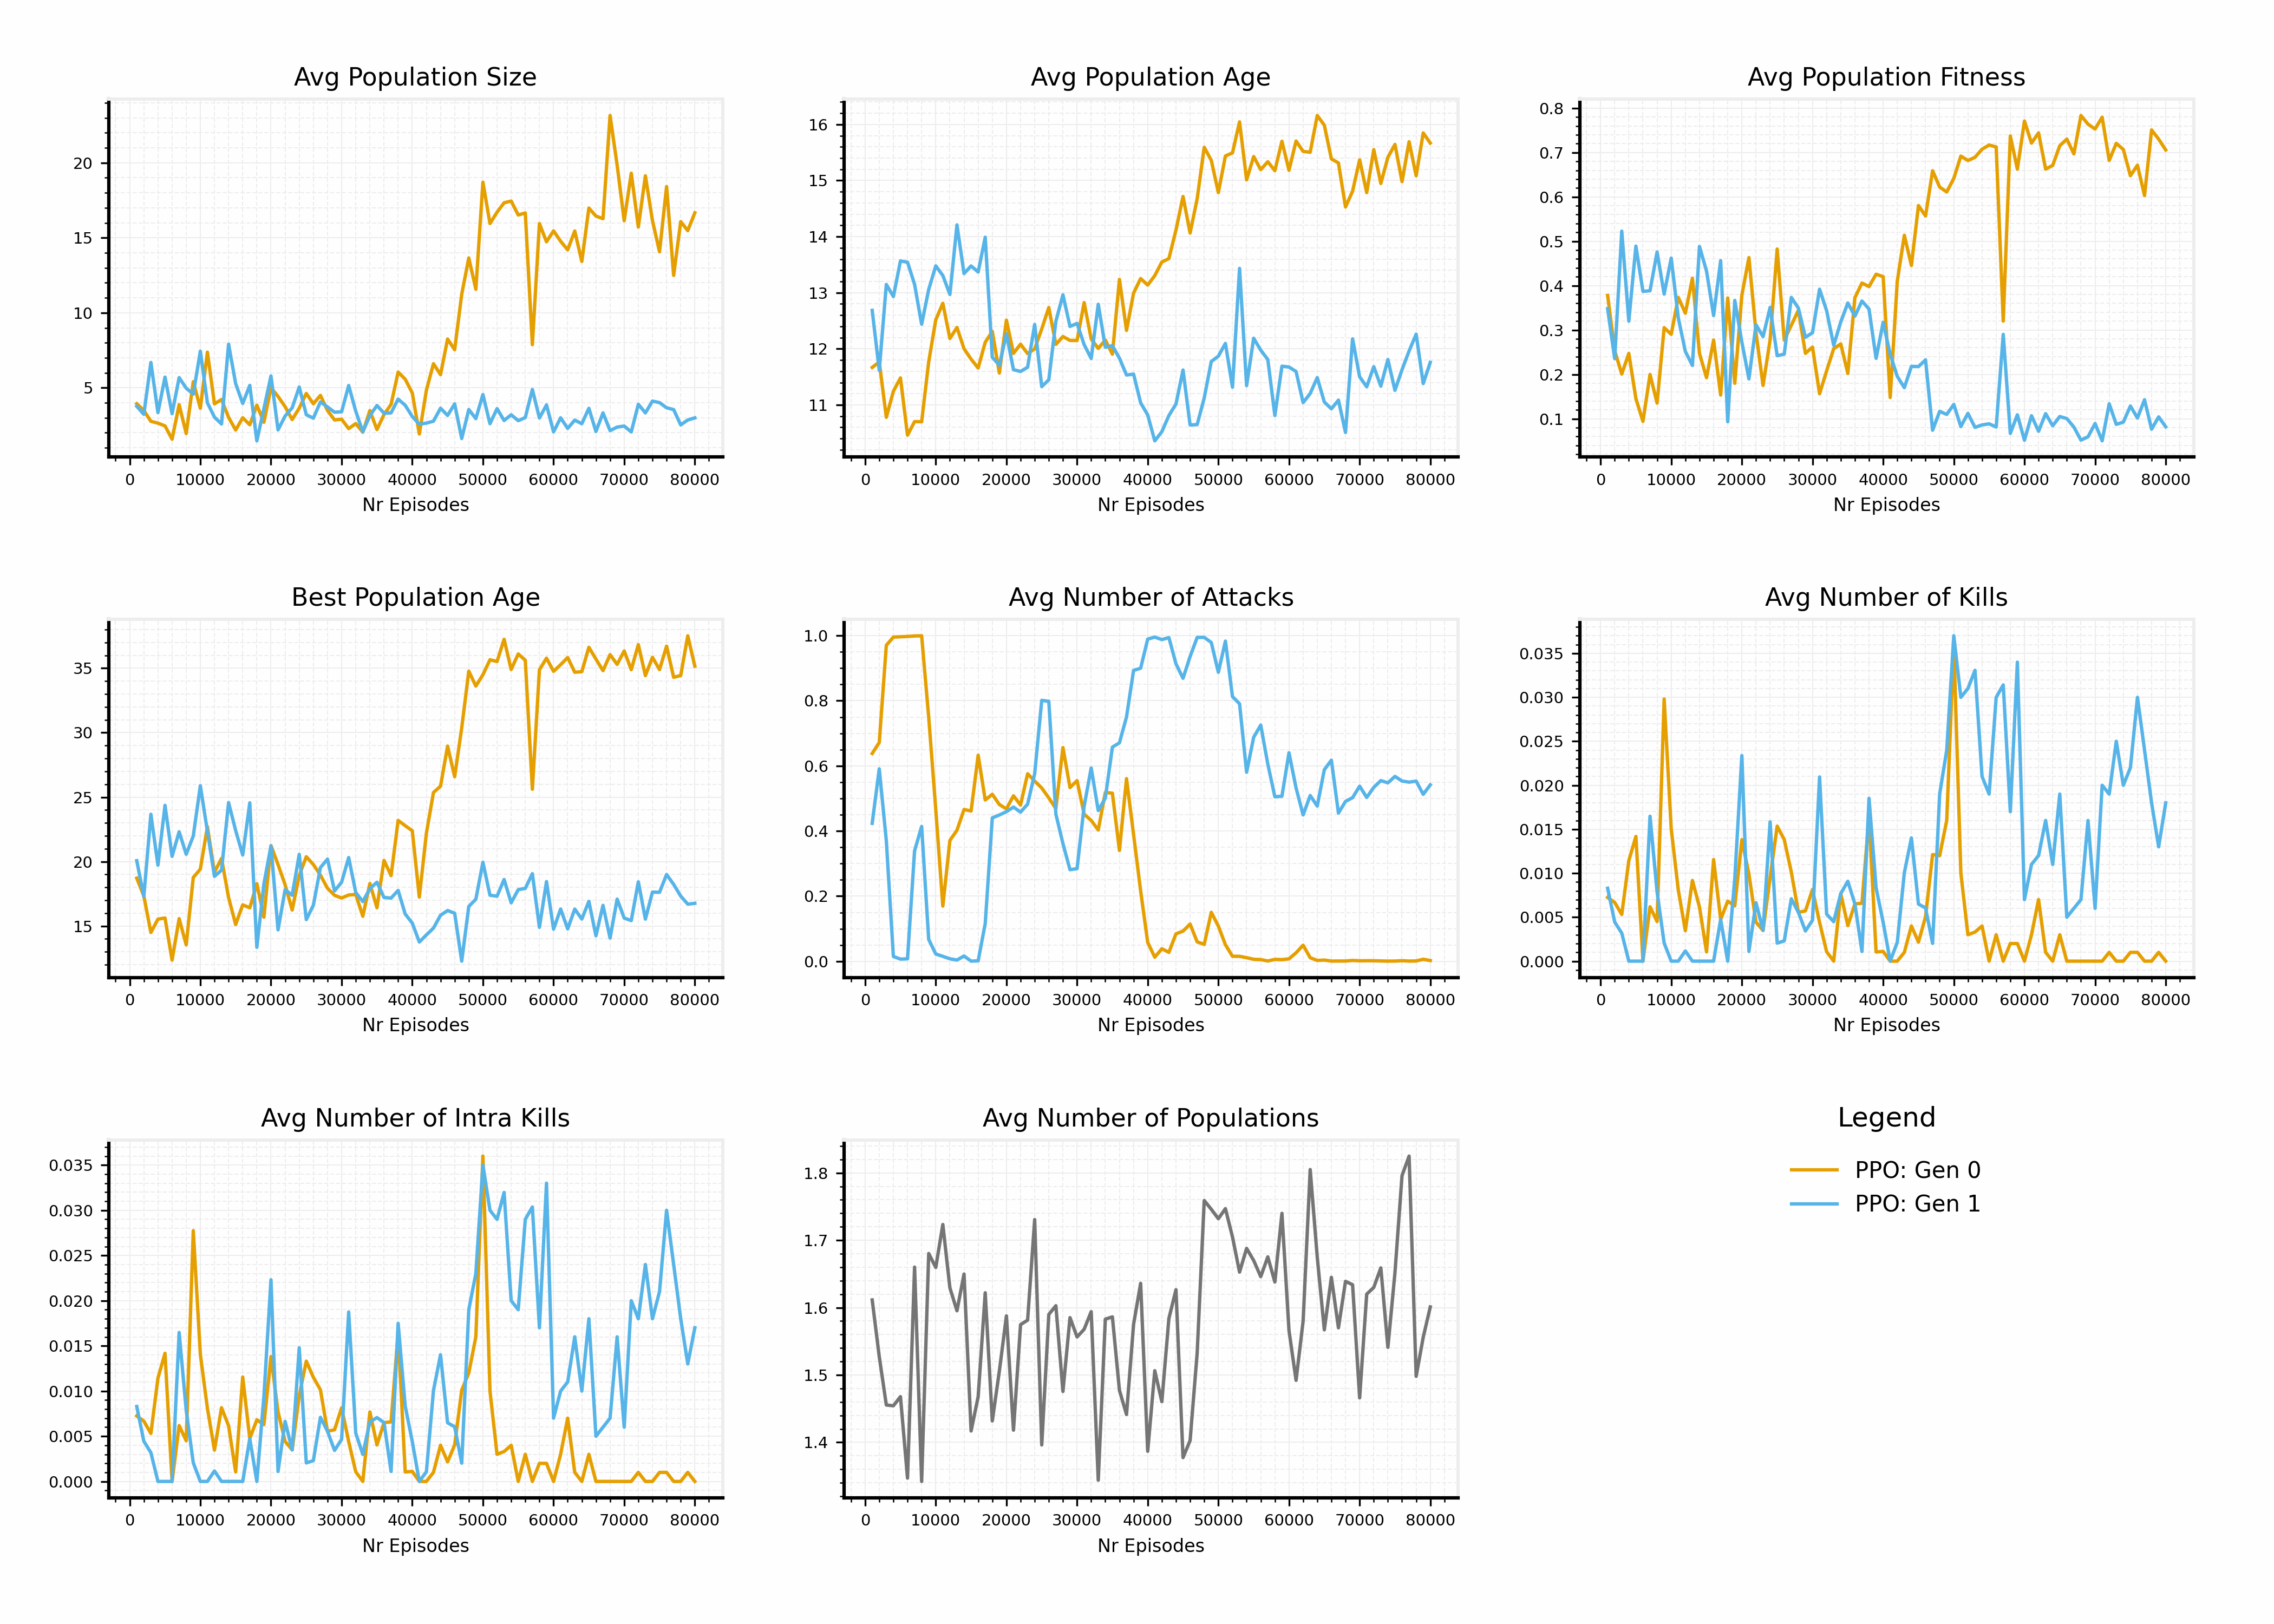 Avg Population Size
20
15
10
5
0 10000 20000 30000 40000 50000 60000 70000 80000
Nr Episodes
Avg Population Age
16
15
14
13
12
11
0 10000 20000 30000 40000 50000 60000 70000 80000
Nr Episodes
Avg Population Fitness
0.8
0.7
0.6
0.5
0.4
0.3
0.2
0.1
0 10000 20000 30000 40000 50000 60000 70000 80000
Nr Episodes
Best Population Age
35
30
25
20
15
0 10000 20000 30000 40000 50000 60000 70000 80000
Nr Episodes
Avg Number of Attacks
1.0
0.8
0.6
0.4
0.2
0.0
0 10000 20000 30000 40000 50000 60000 70000 80000
Nr Episodes
Avg Number of Kills
0.035
0.030
0.025
0.020
0.015
0.010
0.005
0.000
0 10000 20000 30000 40000 50000 60000 70000 80000
Nr Episodes
Avg Number of Intra Kills
0.035
0.030
0.025
0.020
0.015
0.010
0.005
0.000
0 10000 20000 30000 40000 50000 60000 70000 80000
Nr Episodes
Avg Number of Populations
1.8
1.7
1.6
1.5
1.4
0 10000 20000 30000 40000 50000 60000 70000 80000
Nr Episodes
Legend
PPO: Gen 0
PPO: Gen 1